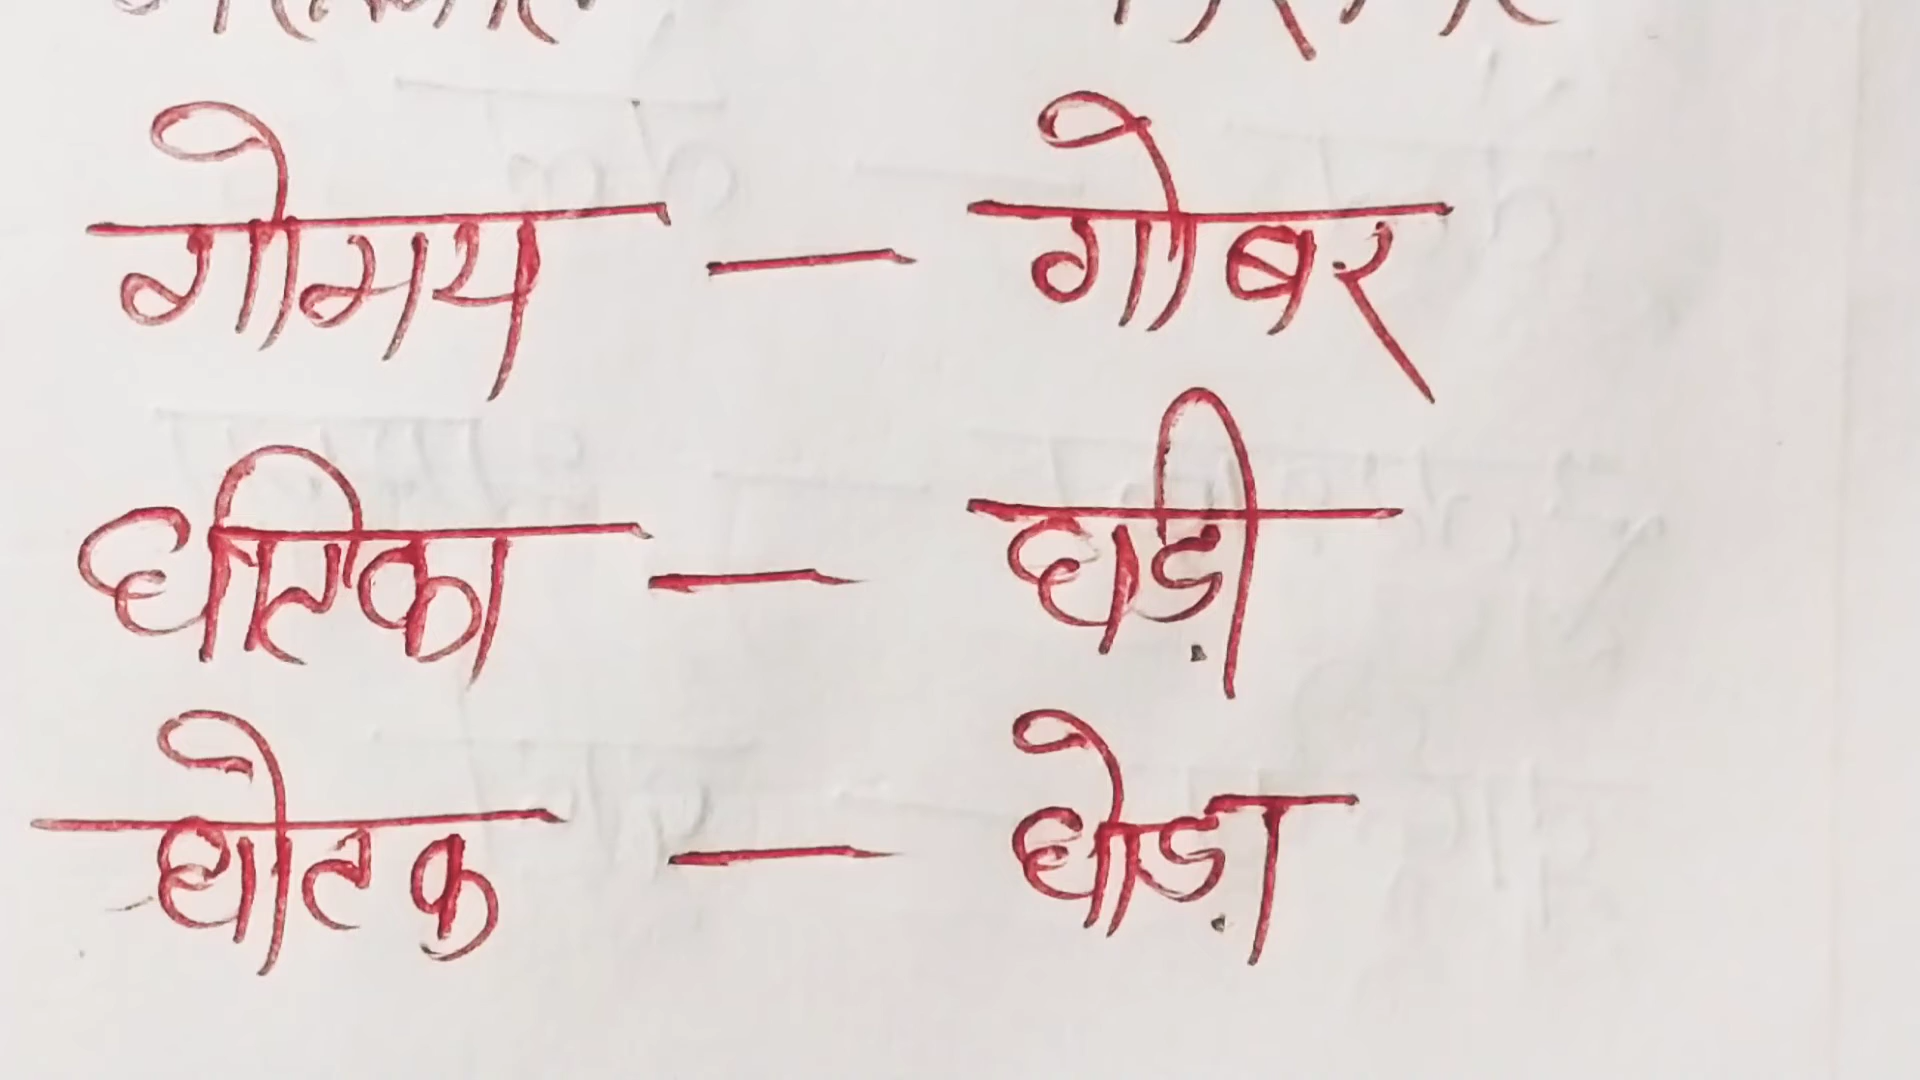 गोमय — गोबर
घटिका — घड़ी
घोटक — घोड़ा